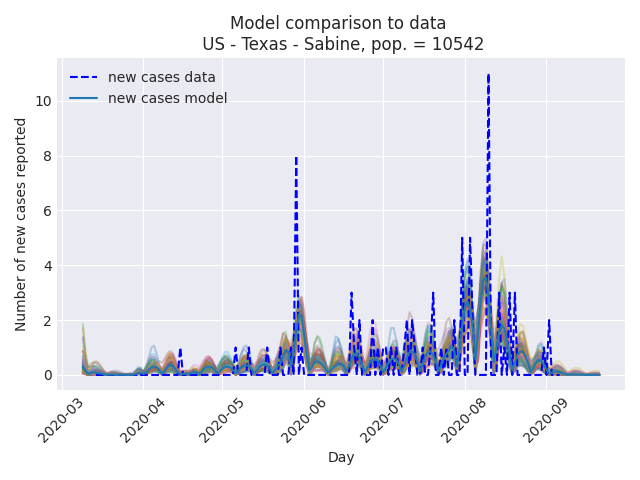 Model comparison to data
US - Texas - Sabine, pop. = 10542
new cases data
new cases model
Number of new cases reported
10
8
6
4
2
0
2020-03
2020-04
2020-05
2020-06
2020-07
2020-08
2020-09
Day